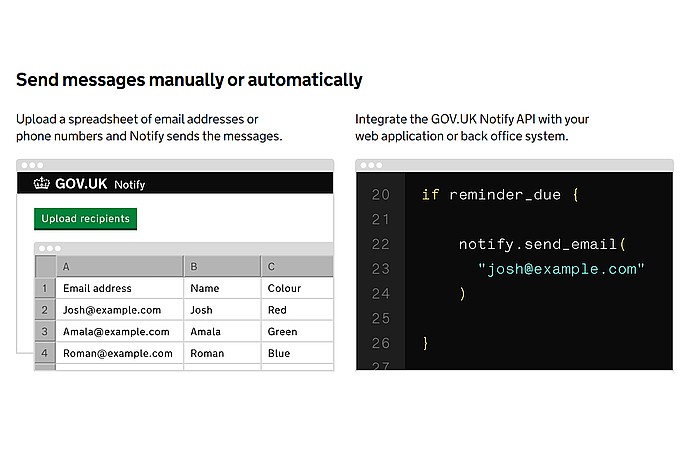 Send messages manually or automatically
Upload a spreadsheet of email addresses or
phone numbers and Notify sends the messages.
GOV.UK Notify
Upload recipients
A B C
1 Email address Name Colour
2 Josh@example.com Josh Red
3 Amala@example.com Amala Green
4 Roman@example.com Roman Blue
Integrate the GOV.UK Notify API with your
web application or back office system.
20 if reminder_due {
21
22 notify.send_email(
23 "josh@example.com"
24 )
25
26 }
27